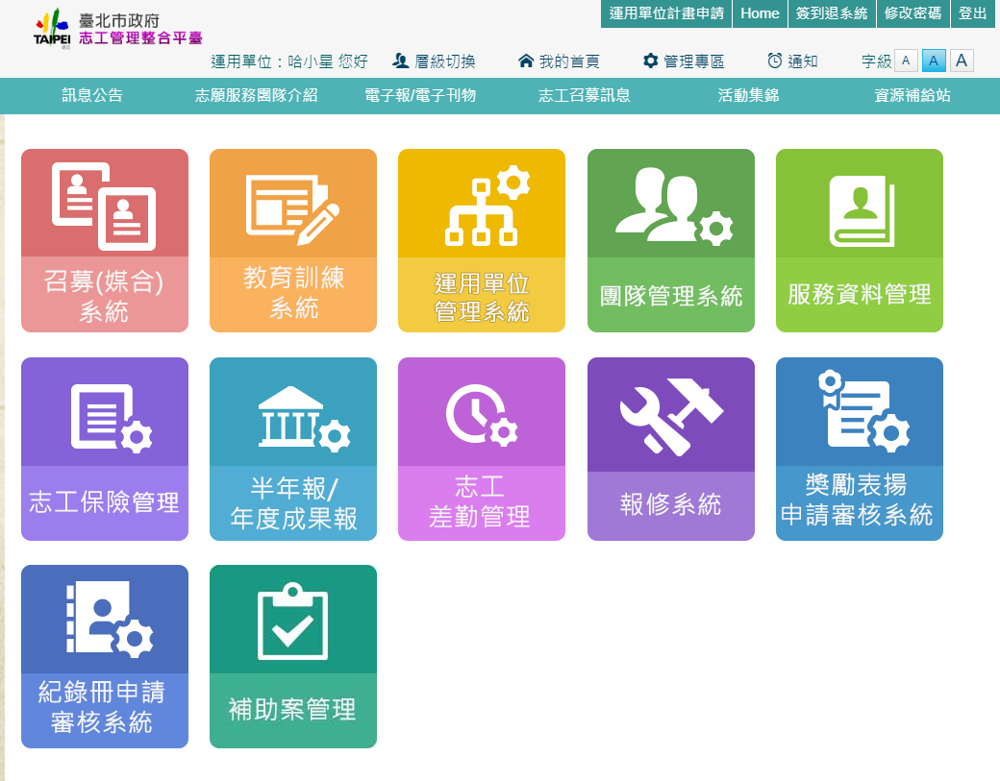 運用單位計畫申請 Home 簽到退系統 修改密碼 登出
臺北市政府
TAIPEI 志工管理整合平臺
運用單位：哈小星 您好 層級切換 我的首頁 管理專區 通知 字級 A A A
訊息公告 志願服務團隊介紹 電子報/電子刊物 志工召募訊息 活動集錦 資源補給站
召募(媒合)
系統
教育訓練
系統
運用單位
管理系統
團隊管理系統
服務資料管理
志工保險管理
半年報/
年度成果報
志工
差勤管理
報修系統
獎勵表揚
申請審核系統
紀錄冊申請
審核系統
補助案管理